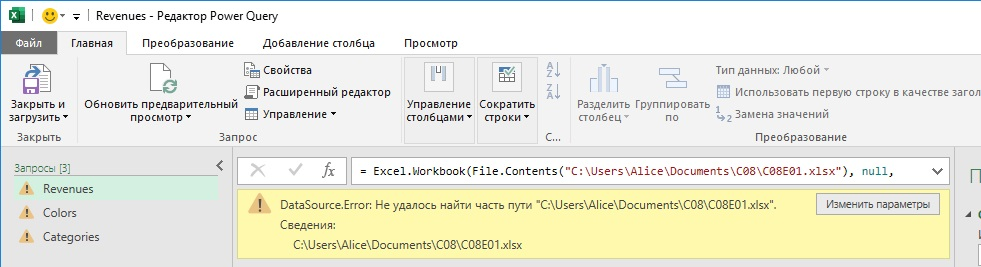 Revenues - Редактор Power Query
Файл Главная Преобразование Добавление столбца Просмотр
Закрыть и загрузить
Закрыть
Обновить предварительный просмотр
Свойства
Расширенный редактор
Управление
Запрос
Управление столбцами
Сократить строки
С...
Разделить столбец
Группировать по
Тип данных: Любой
Использовать первую строку в качестве загол
Замена значений
Преобразование
Запросы [3]
Revenues
Colors
Categories
fx
= Excel.Workbook(File.Contents("C:\Users\Alice\Documents\C08\C08E01.xlsx"), null,
DataSource.Error: Не удалось найти часть пути "C:\Users\Alice\Documents\C08\C08E01.xlsx".
Сведения:
C:\Users\Alice\Documents\C08\C08E01.xlsx
Изменить параметры